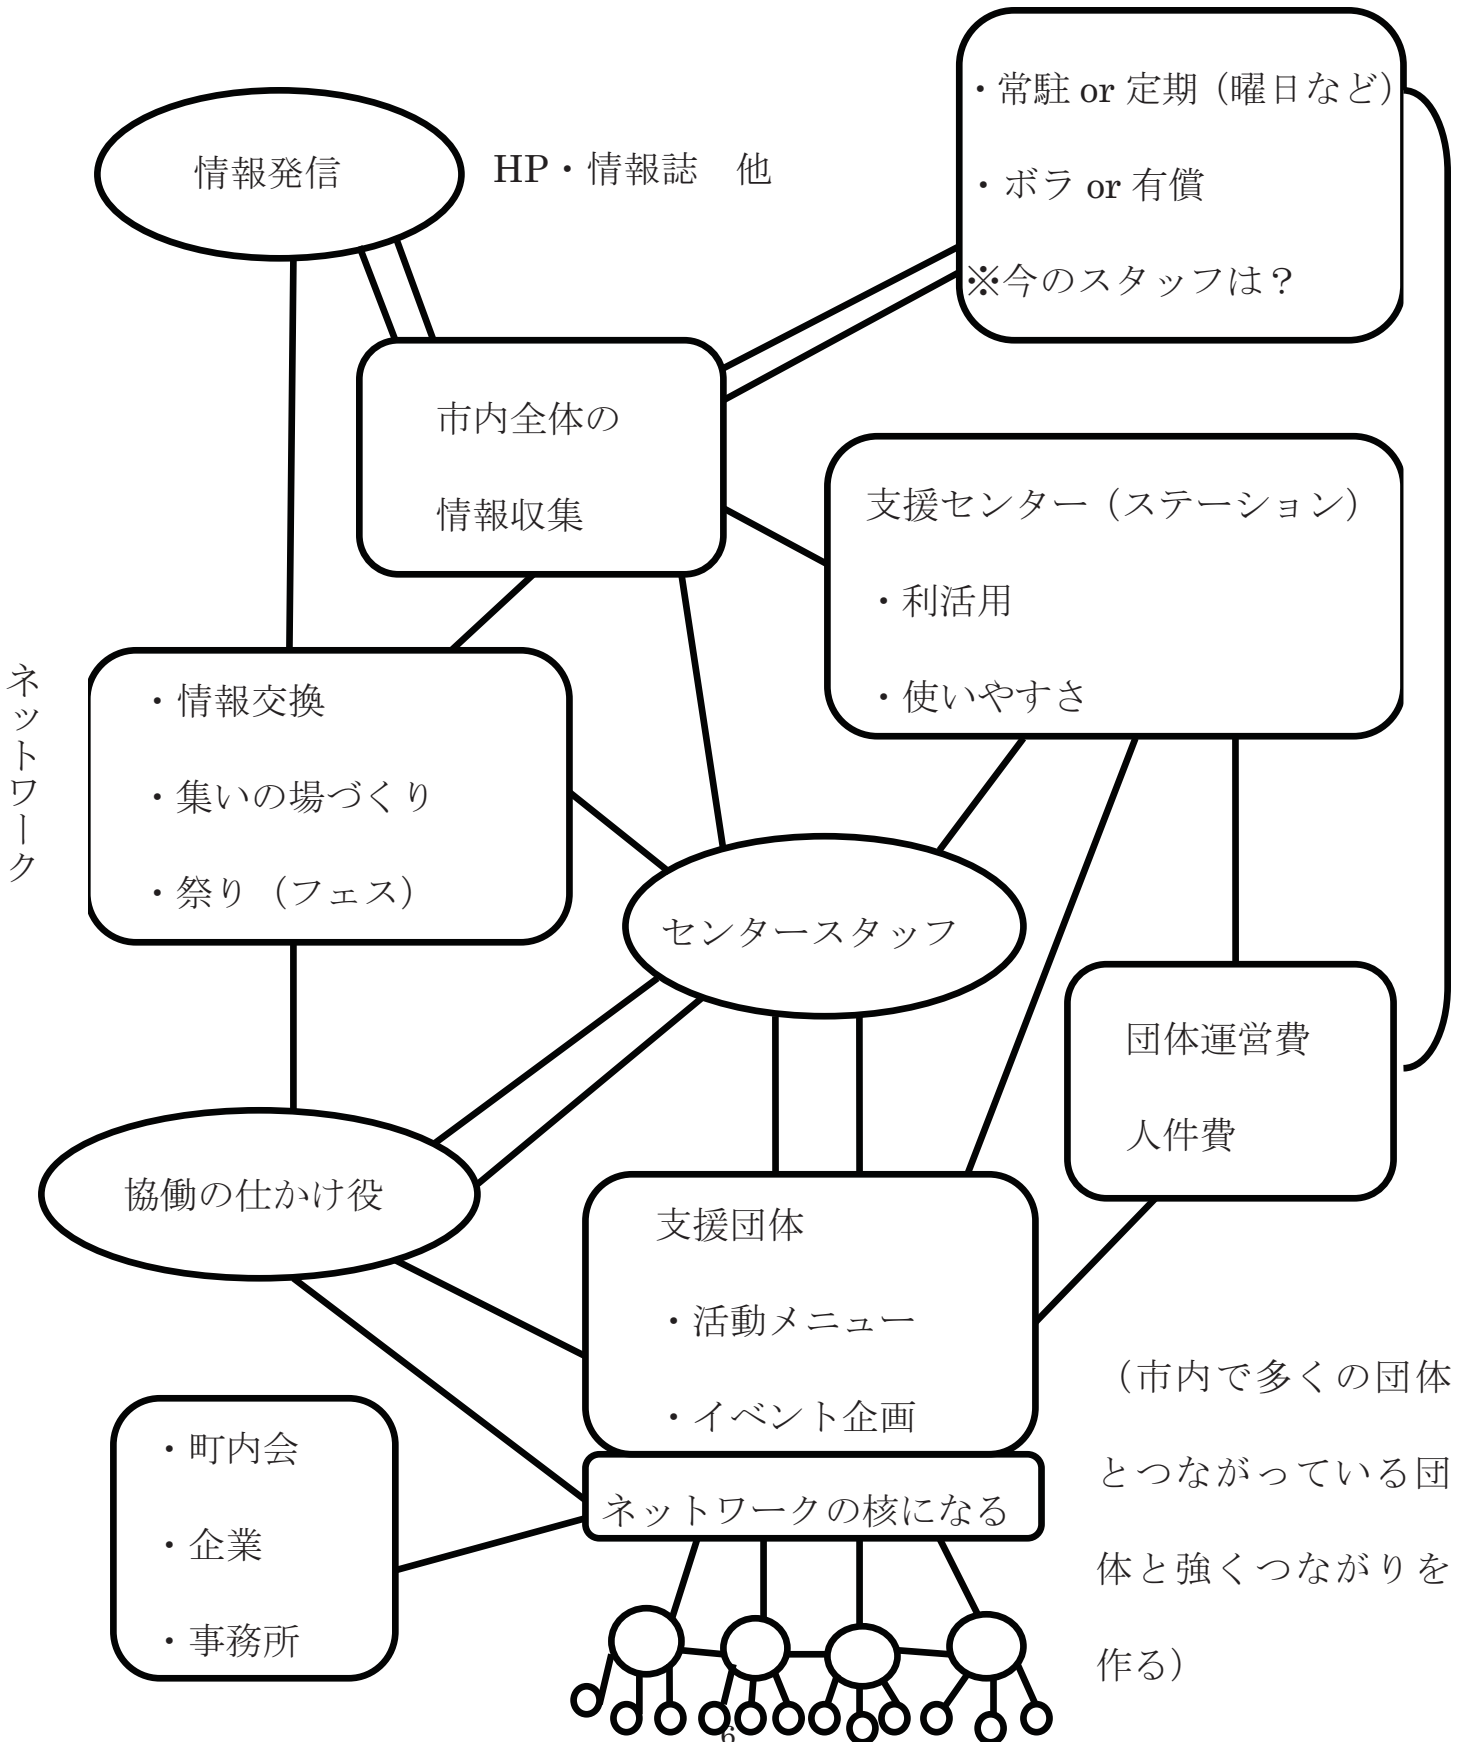 ・常駐 or 定期（曜日など）
・ボラ or 有償
※今のスタッフは？
情報発信
HP・情報誌　他
市内全体の
情報収集
支援センター（ステーション）
・利活用
・使いやすさ
ネットワーク
・情報交換
・集いの場づくり
・祭り（フェス）
センタースタッフ
団体運営費
人件費
協働の仕かけ役
支援団体
・活動メニュー
・イベント企画
ネットワークの核になる
・町内会
・企業
・事務所
（市内で多くの団体
とつながっている団
体と強くつながりを
作る）
6